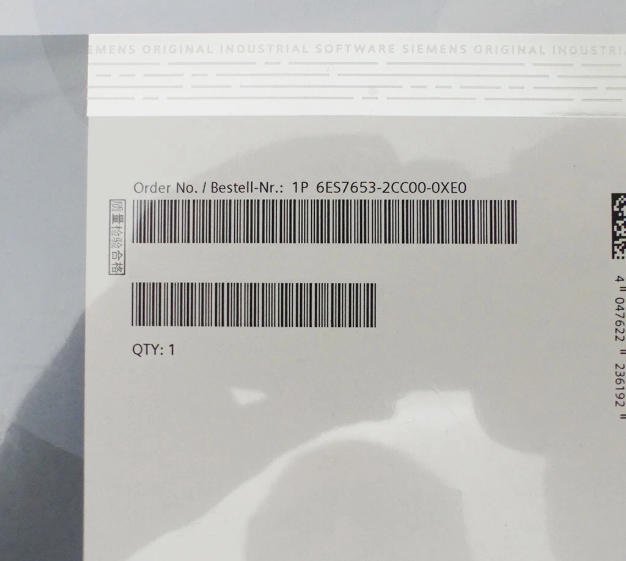 EMENS ORIGINAL INDUSTRIAL SOFTWARE SIEMENS ORIGINAL INDUSTRI
Order No. / Bestell-Nr.: 1P 6ES7653-2CC00-0XE0
质量检验合格
QTY: 1
4 047622 236192